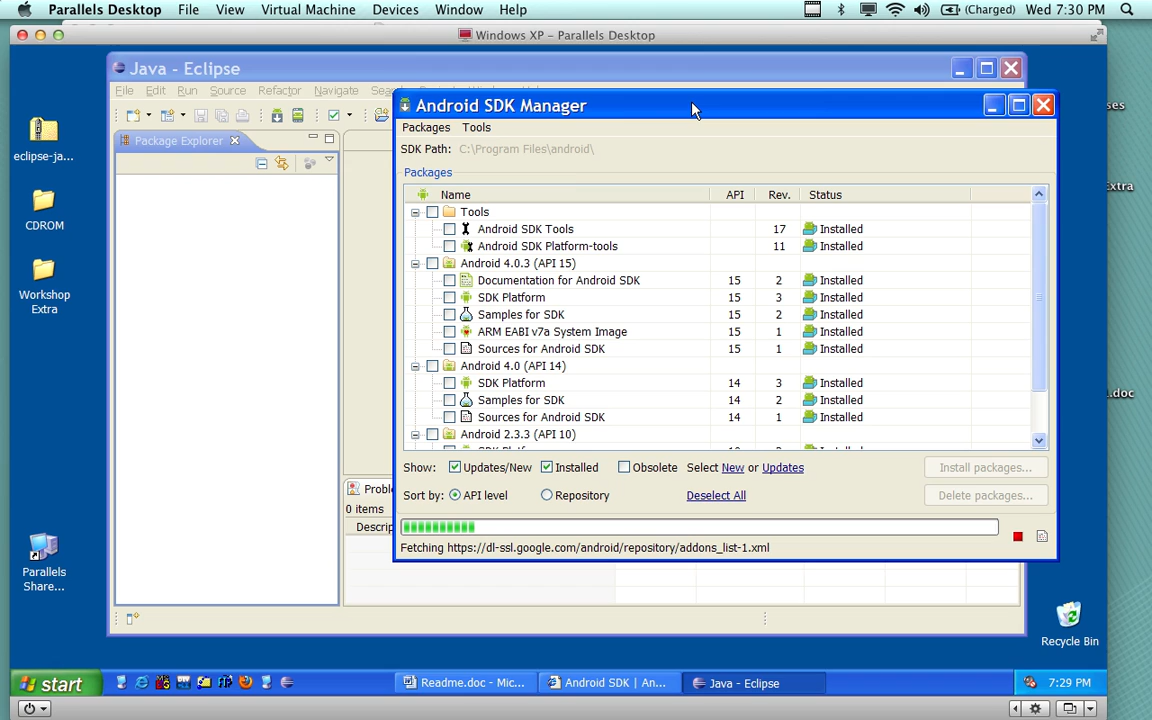 Parallels Desktop File View Virtual Machine Devices Window Help (Charged) Wed 7:30 PM
Windows XP – Parallels Desktop
Java - Eclipse
File Edit Run Source Refactor Navigate
Android SDK Manager
Packages Tools
SDK Path: C:\Program Files\android\
Packages
Package Explorer
Name API Rev. Status
Tools
Android SDK Tools 17 Installed
Android SDK Platform-tools 11 Installed
Android 4.0.3 (API 15)
Documentation for Android SDK 15 2 Installed
SDK Platform 15 3 Installed
Samples for SDK 15 2 Installed
ARM EABI v7a System Image 15 1 Installed
Sources for Android SDK 15 1 Installed
Android 4.0 (API 14)
SDK Platform 14 3 Installed
Samples for SDK 14 2 Installed
Sources for Android SDK 14 1 Installed
Android 2.3.3 (API 10)
Show: Updates/New Installed Obsolete Select New or Updates Install packages...
Sort by: API level Repository Deselect All Delete packages...
Fetching https://dl-ssl.google.com/android/repository/addons_list-1.xml
Proble
0 items
Descrip
eclipse-ja...
CDROM
Workshop
Extra
Parallels
Share...
Recycle Bin
xtra
.doc
start Readme.doc - Mic... Android SDK | An... Java - Eclipse 7:29 PM